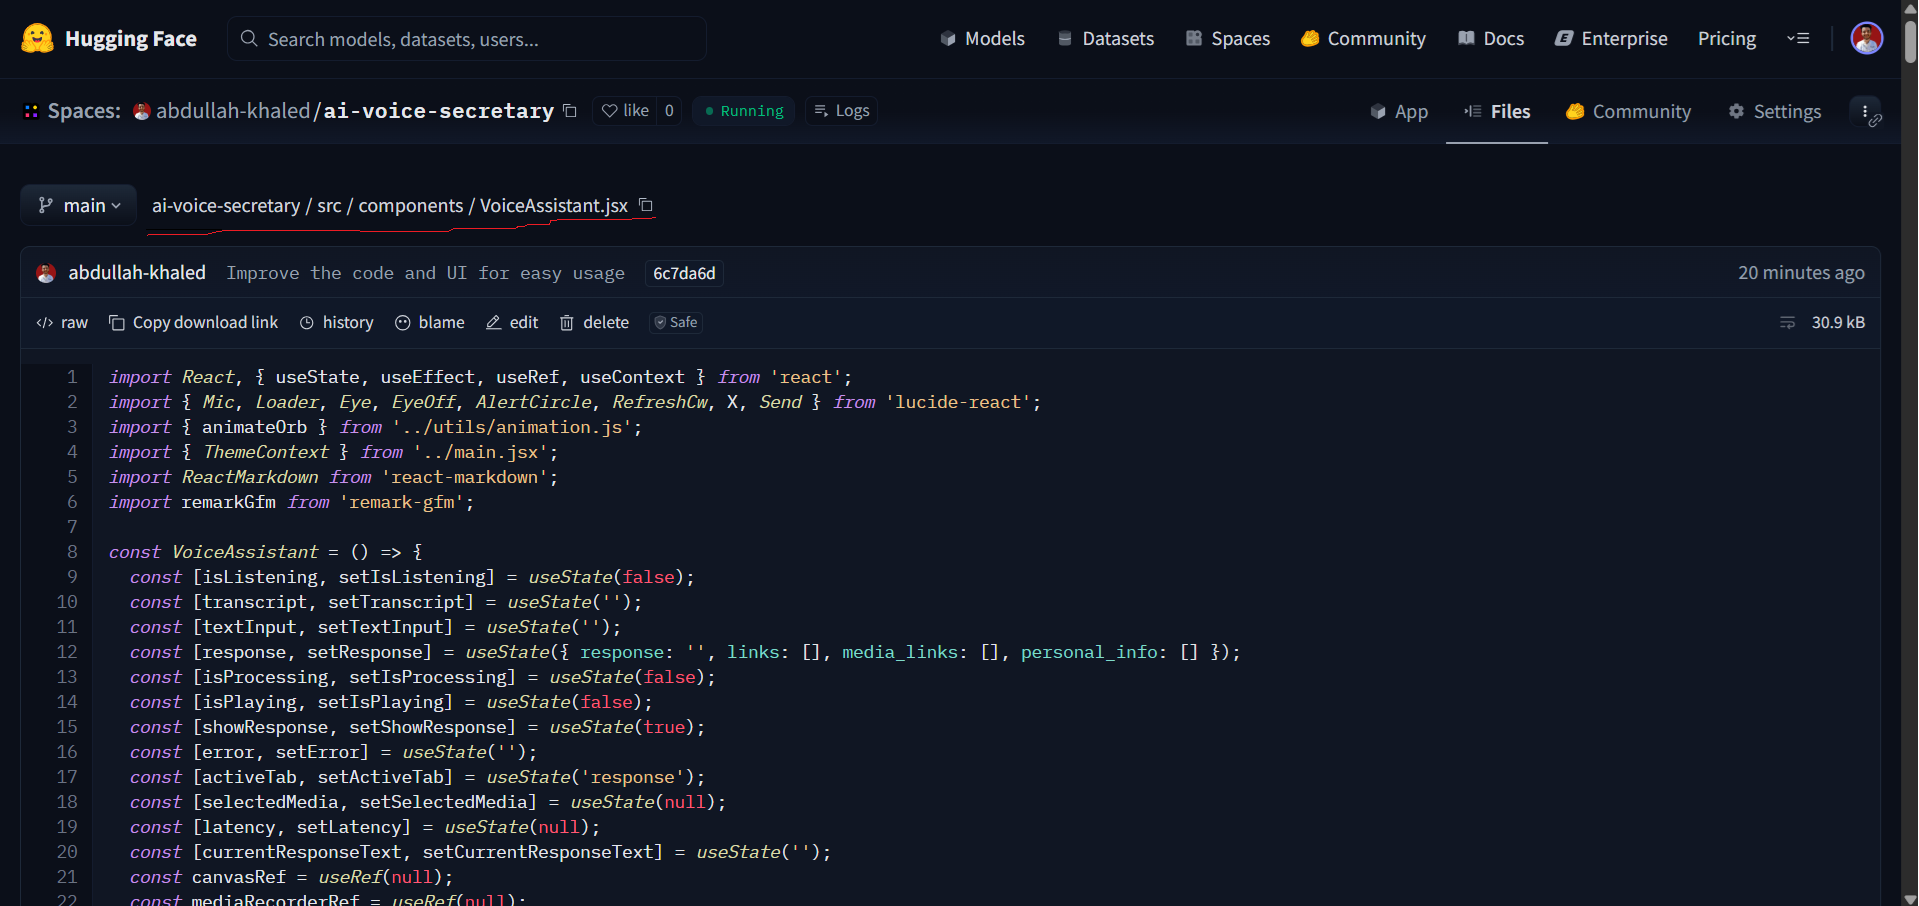 Hugging Face
Search models, datasets, users...
Models Datasets Spaces Community Docs Enterprise Pricing
Spaces: abdullah-khaled/ai-voice-secretary like 0 Running Logs
App Files Community Settings
main ai-voice-secretary / src / components / VoiceAssistant.jsx
abdullah-khaled Improve the code and UI for easy usage 6c7da6d 20 minutes ago
raw Copy download link history blame edit delete Safe 30.9 kB
1 import React, { useState, useEffect, useRef, useContext } from 'react';
2 import { Mic, Loader, Eye, EyeOff, AlertCircle, RefreshCw, X, Send } from 'lucide-react';
3 import { animateOrb } from '../utils/animation.js';
4 import { ThemeContext } from '../main.jsx';
5 import ReactMarkdown from 'react-markdown';
6 import remarkGfm from 'remark-gfm';
7
8 const VoiceAssistant = () => {
9 const [isListening, setIsListening] = useState(false);
10 const [transcript, setTranscript] = useState('');
11 const [textInput, setTextInput] = useState('');
12 const [response, setResponse] = useState({ response: '', links: [], media_links: [], personal_info: [] });
13 const [isProcessing, setIsProcessing] = useState(false);
14 const [isPlaying, setIsPlaying] = useState(false);
15 const [showResponse, setShowResponse] = useState(true);
16 const [error, setError] = useState('');
17 const [activeTab, setActiveTab] = useState('response');
18 const [selectedMedia, setSelectedMedia] = useState(null);
19 const [latency, setLatency] = useState(null);
20 const [currentResponseText, setCurrentResponseText] = useState('');
21 const canvasRef = useRef(null);
22 const mediaRecorderRef = useRef(null);